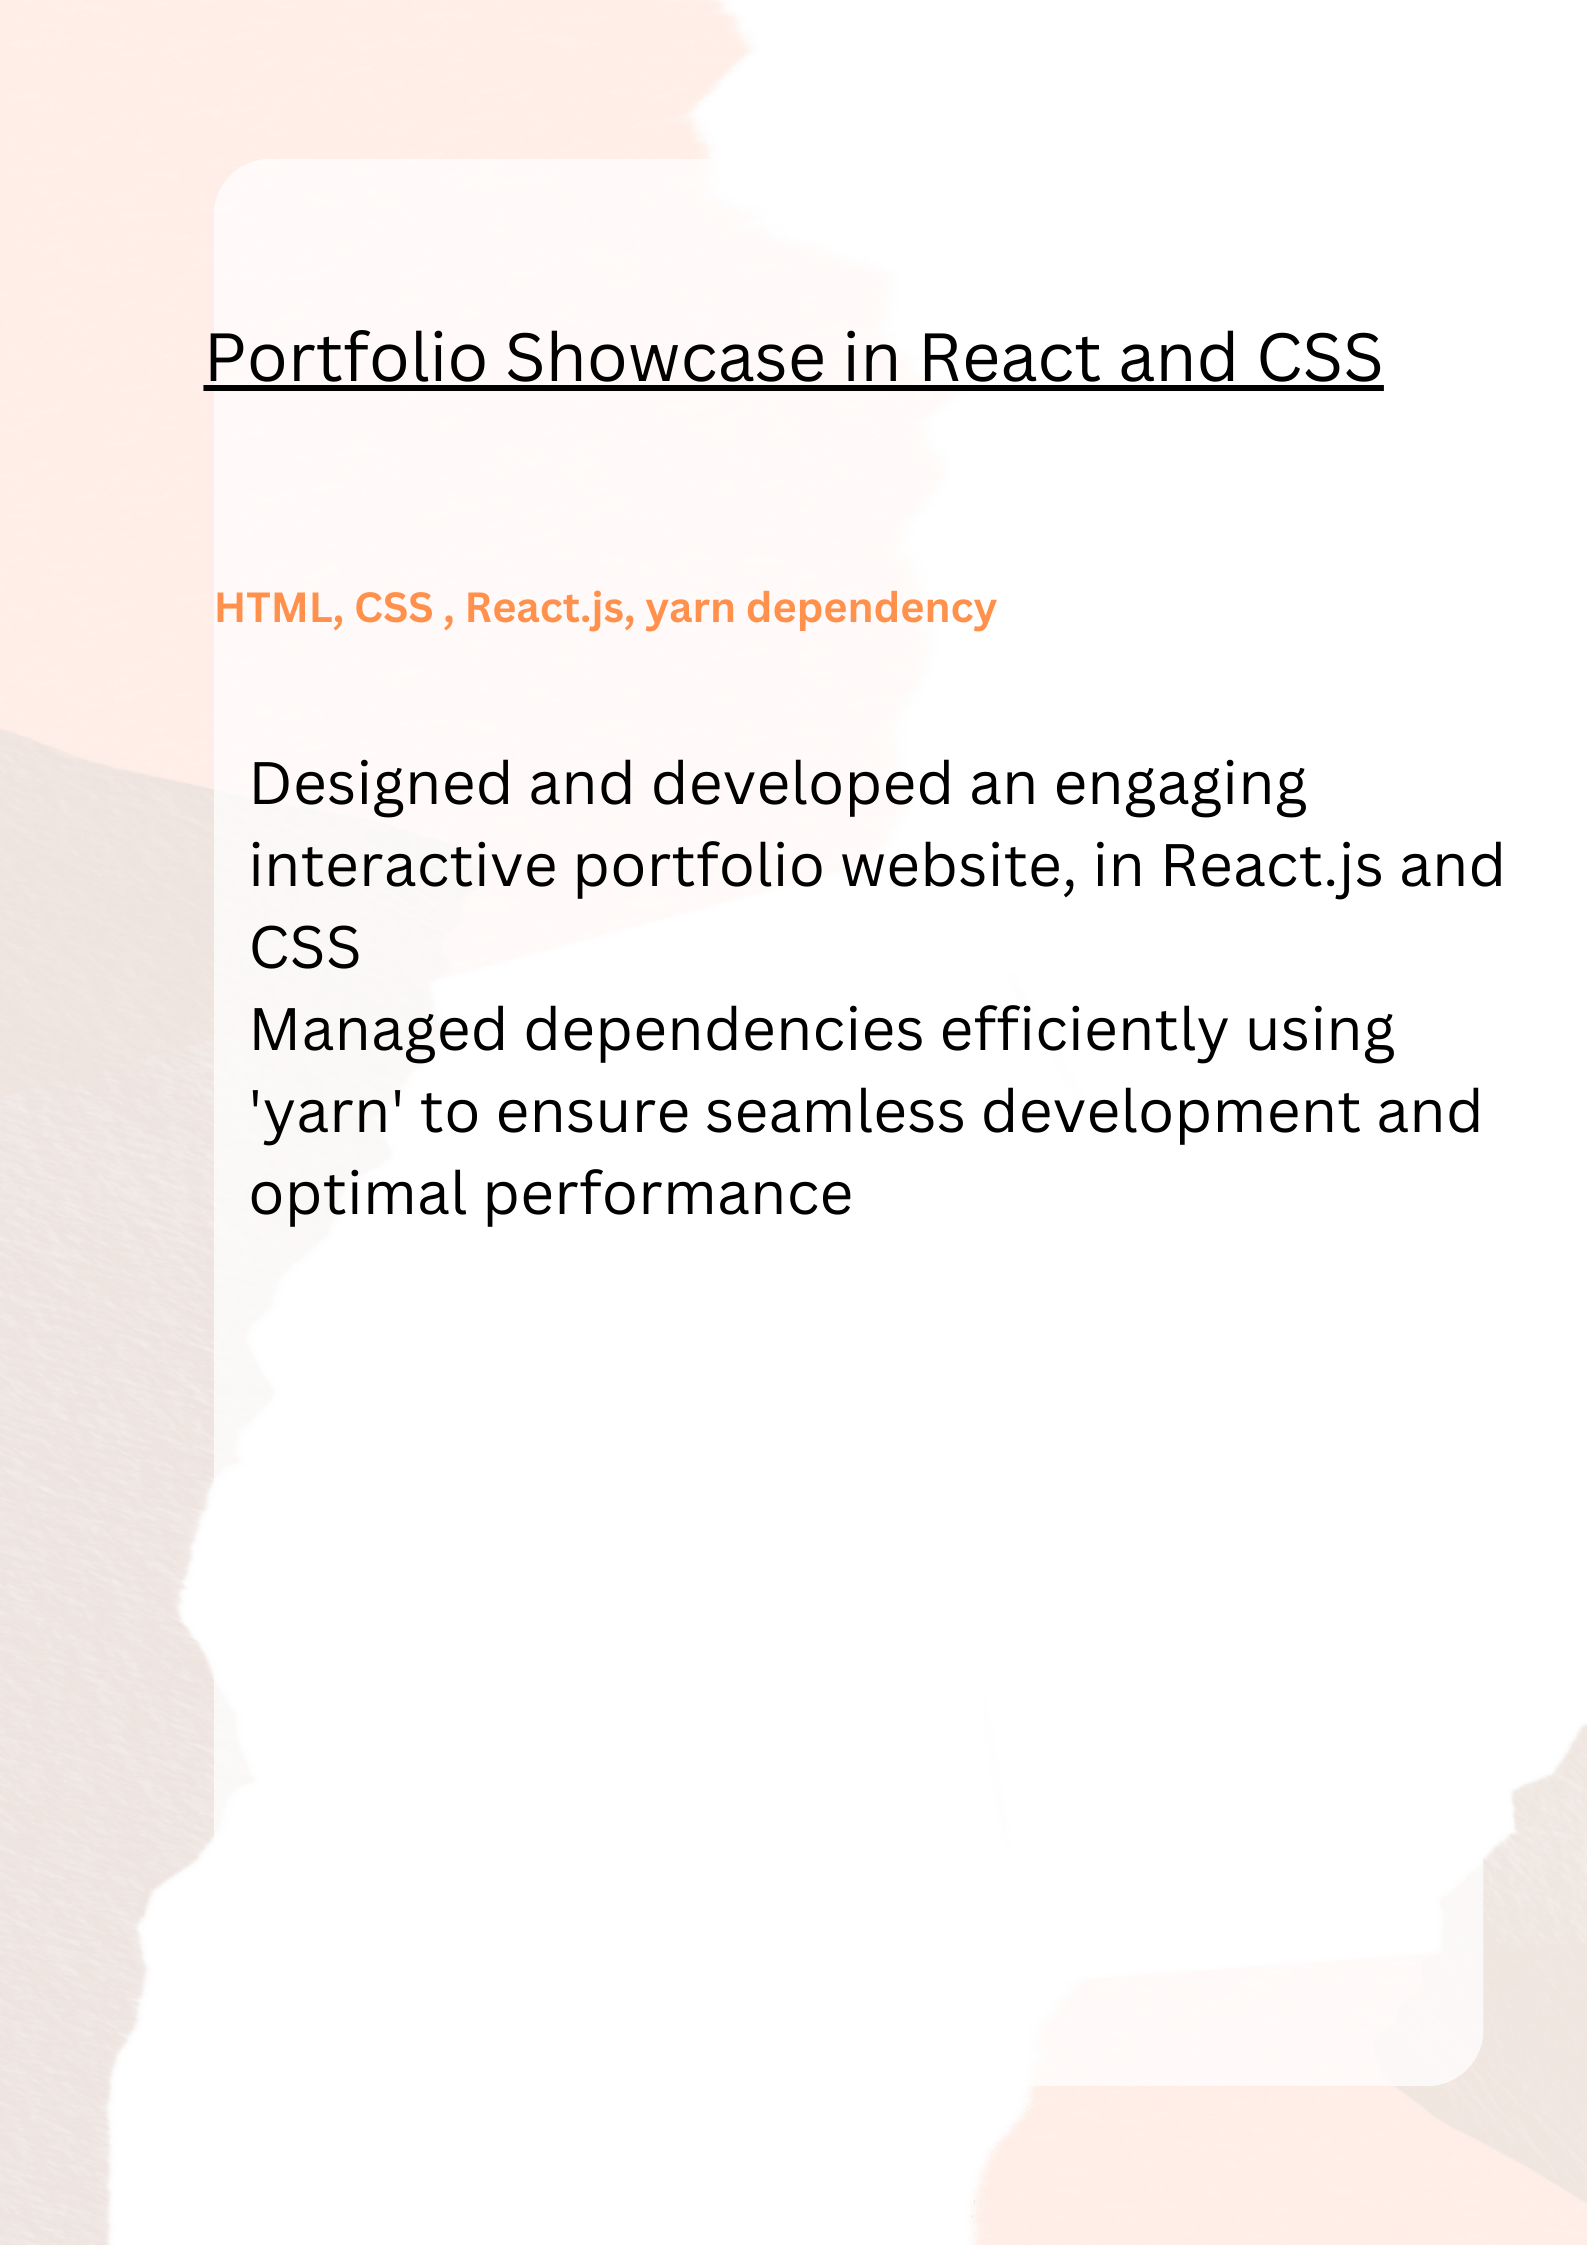 Portfolio Showcase in React and CSS
HTML, CSS , React.js, yarn dependency
Designed and developed an engaging
interactive portfolio website, in React.js and
CSS
Managed dependencies efficiently using
'yarn' to ensure seamless development and
optimal performance